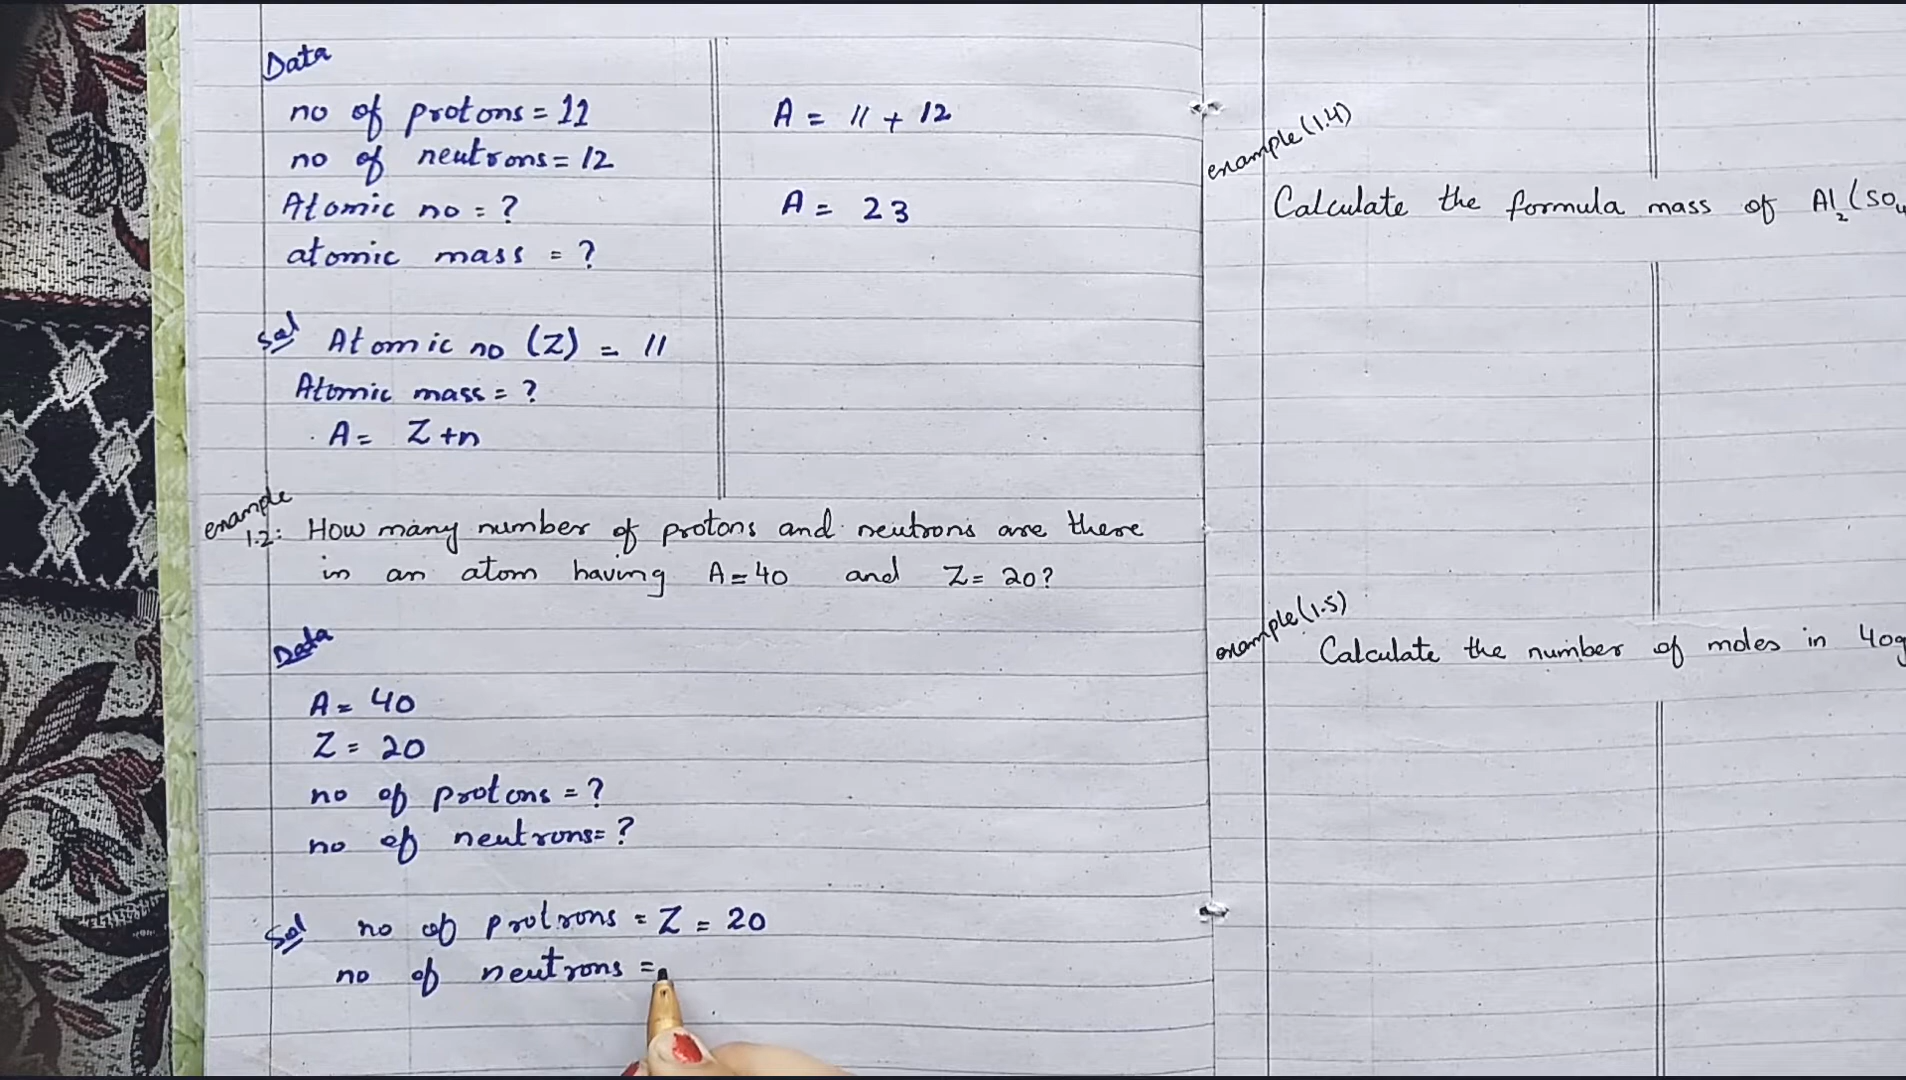 Data
no of protons = 11
no of neutrons = 12
Atomic no = ?
atomic mass = ?
Sol Atomic no (Z) = 11
Atomic mass = ?
A = Z + n
A = 11 + 12
A = 23
example 1.2: How many number of protons and neutrons are there
in an atom having A = 40 and Z = 20?
Data
A = 40
Z = 20
no of protons = ?
no of neutrons = ?
Sol no of protrons = Z = 20
no of neutrons =
example (1.4)
Calculate the formula mass of Al₂(SO₄
example (1.5)
Calculate the number of moles in 40g